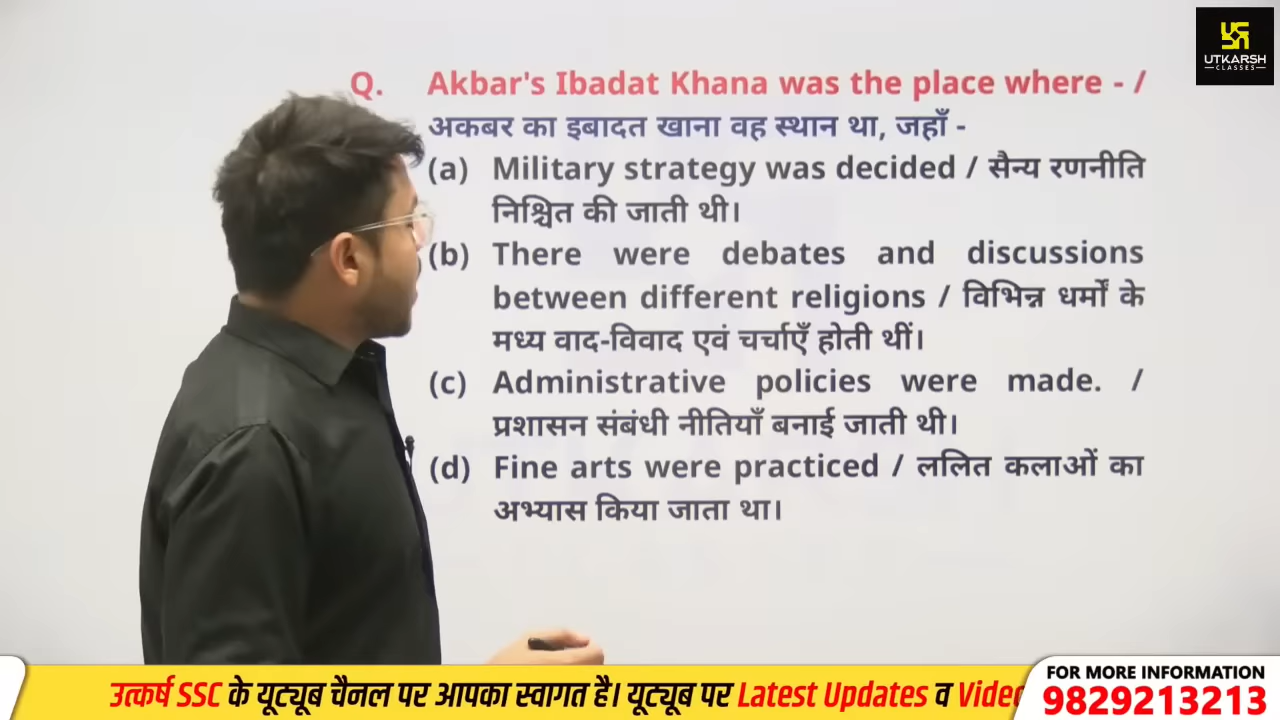 UTKARSH
CLASSES
Q. Akbar's Ibadat Khana was the place where - /
अकबर का इबादत खाना वह स्थान था, जहाँ -
(a) Military strategy was decided / सैन्य रणनीति
निश्चित की जाती थी।
(b) There were debates and discussions
between different religions / विभिन्न धर्मों के
मध्य वाद-विवाद एवं चर्चाएँ होती थीं।
(c) Administrative policies were made. /
प्रशासन संबंधी नीतियाँ बनाई जाती थी।
(d) Fine arts were practiced / ललित कलाओं का
अभ्यास किया जाता था।
उत्कर्ष SSC के यूट्यूब चैनल पर आपका स्वागत है। यूट्यूब पर Latest Updates व
FOR MORE INFORMATION
9829213213